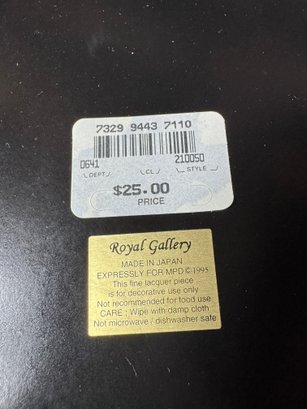 7329 9443 7110
0641 210050
DEPT CL STYLE
$25.00
PRICE
Royal Gallery
MADE IN JAPAN
EXPRESSLY FOR MPD © 1995
This fine lacquer piece
is for decorative use only
Not recommended for food use
CARE ; Wipe with damp cloth
Not microwave / dishwasher safe